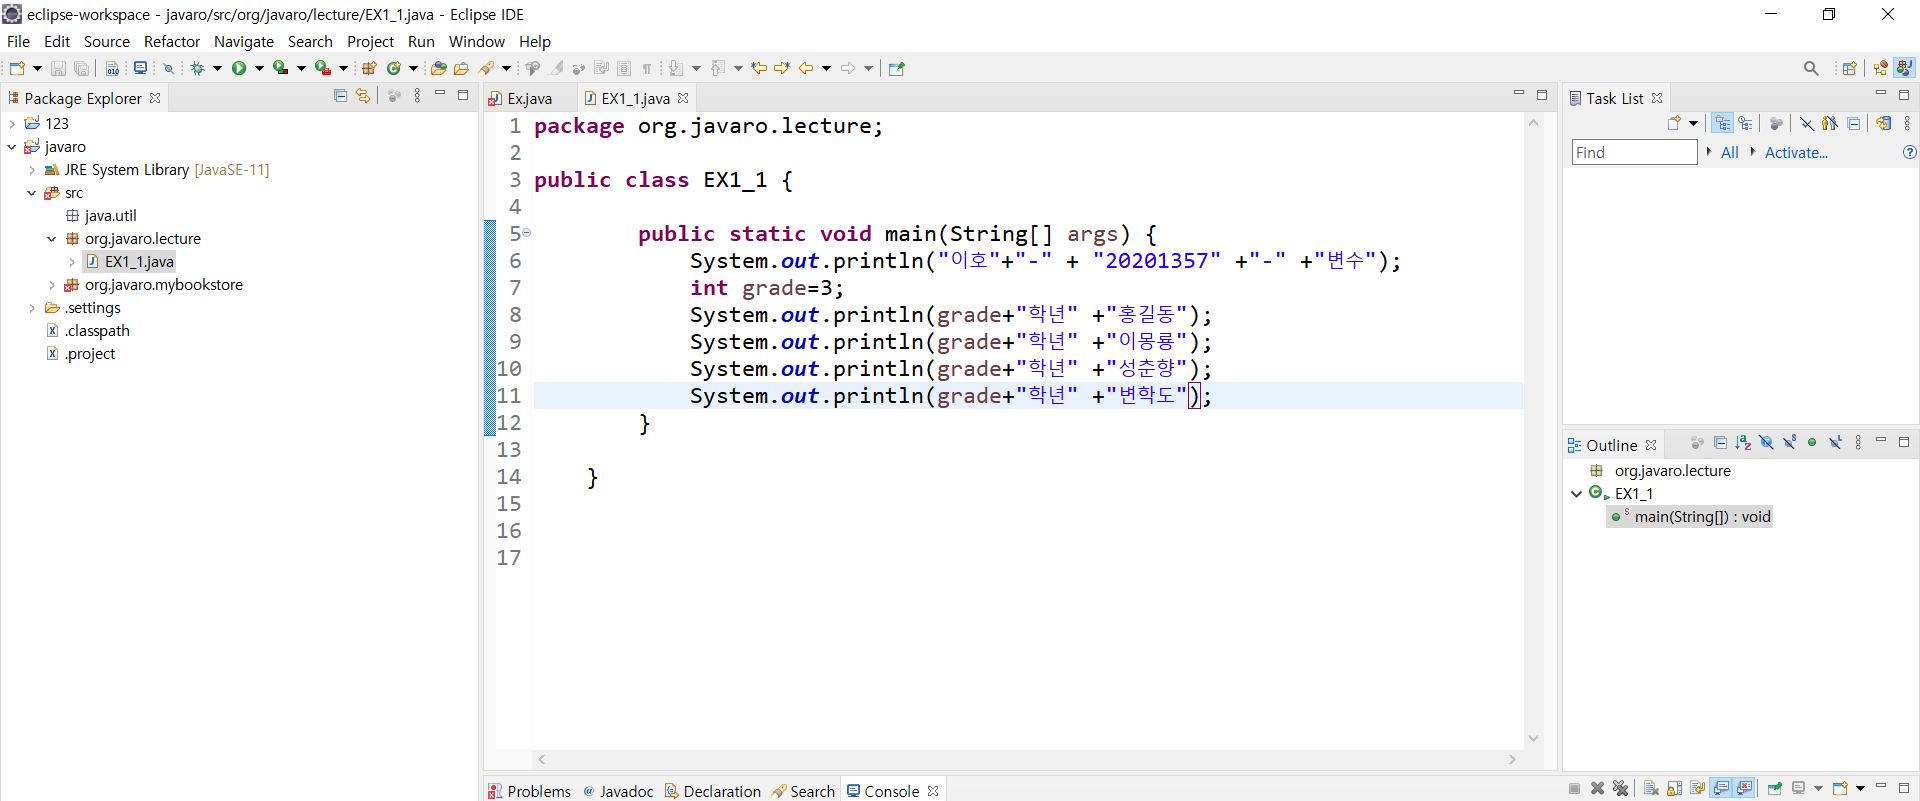 eclipse-workspace - javaro/src/org/javaro/lecture/EX1_1.java - Eclipse IDE
File Edit Source Refactor Navigate Search Project Run Window Help
Package Explorer
123
javaro
JRE System Library [JavaSE-11]
src
java.util
org.javaro.lecture
EX1_1.java
org.javaro.mybookstore
.settings
.classpath
.project
Ex.java EX1_1.java
1 package org.javaro.lecture;
2
3 public class EX1_1 {
4
5 public static void main(String[] args) {
6 System.out.println("이호"+"-" + "20201357" +"-" +"변수");
7 int grade=3;
8 System.out.println(grade+"학년" +"홍길동");
9 System.out.println(grade+"학년" +"이몽룡");
10 System.out.println(grade+"학년" +"성춘향");
11 System.out.println(grade+"학년" +"변학도");
12 }
13
14 }
15
16
17
Task List
Find All Activate...
Outline
org.javaro.lecture
EX1_1
main(String[]) : void
Problems Javadoc Declaration Search Console